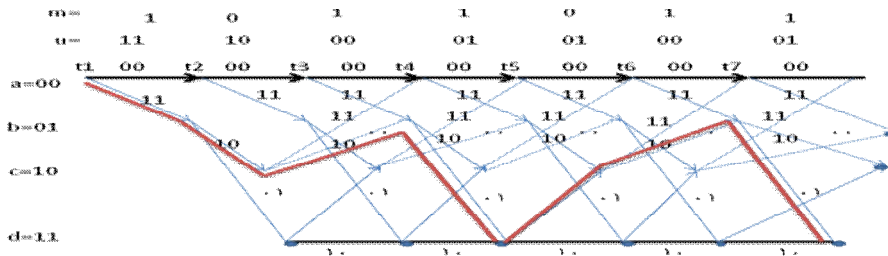 m= 1 0 1 1 0 1 1
u= 11 10 00 01 01 00 01
t1 t2 t3 t4 t5 t6 t7
00 00 00 00 00 00 00
a=00
11 11 11 11 11 11 11
b=01
11 11 11 11
10 10 10 10 10
c=10
d=11